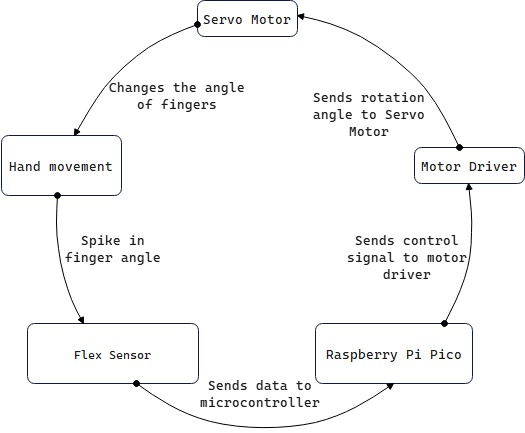 Servo Motor
Changes the angle
of fingers
Sends rotation
angle to Servo
Motor
Hand movement
Motor Driver
Spike in
finger angle
Sends control
signal to motor
driver
Flex Sensor
Raspberry Pi Pico
Sends data to
microcontroller